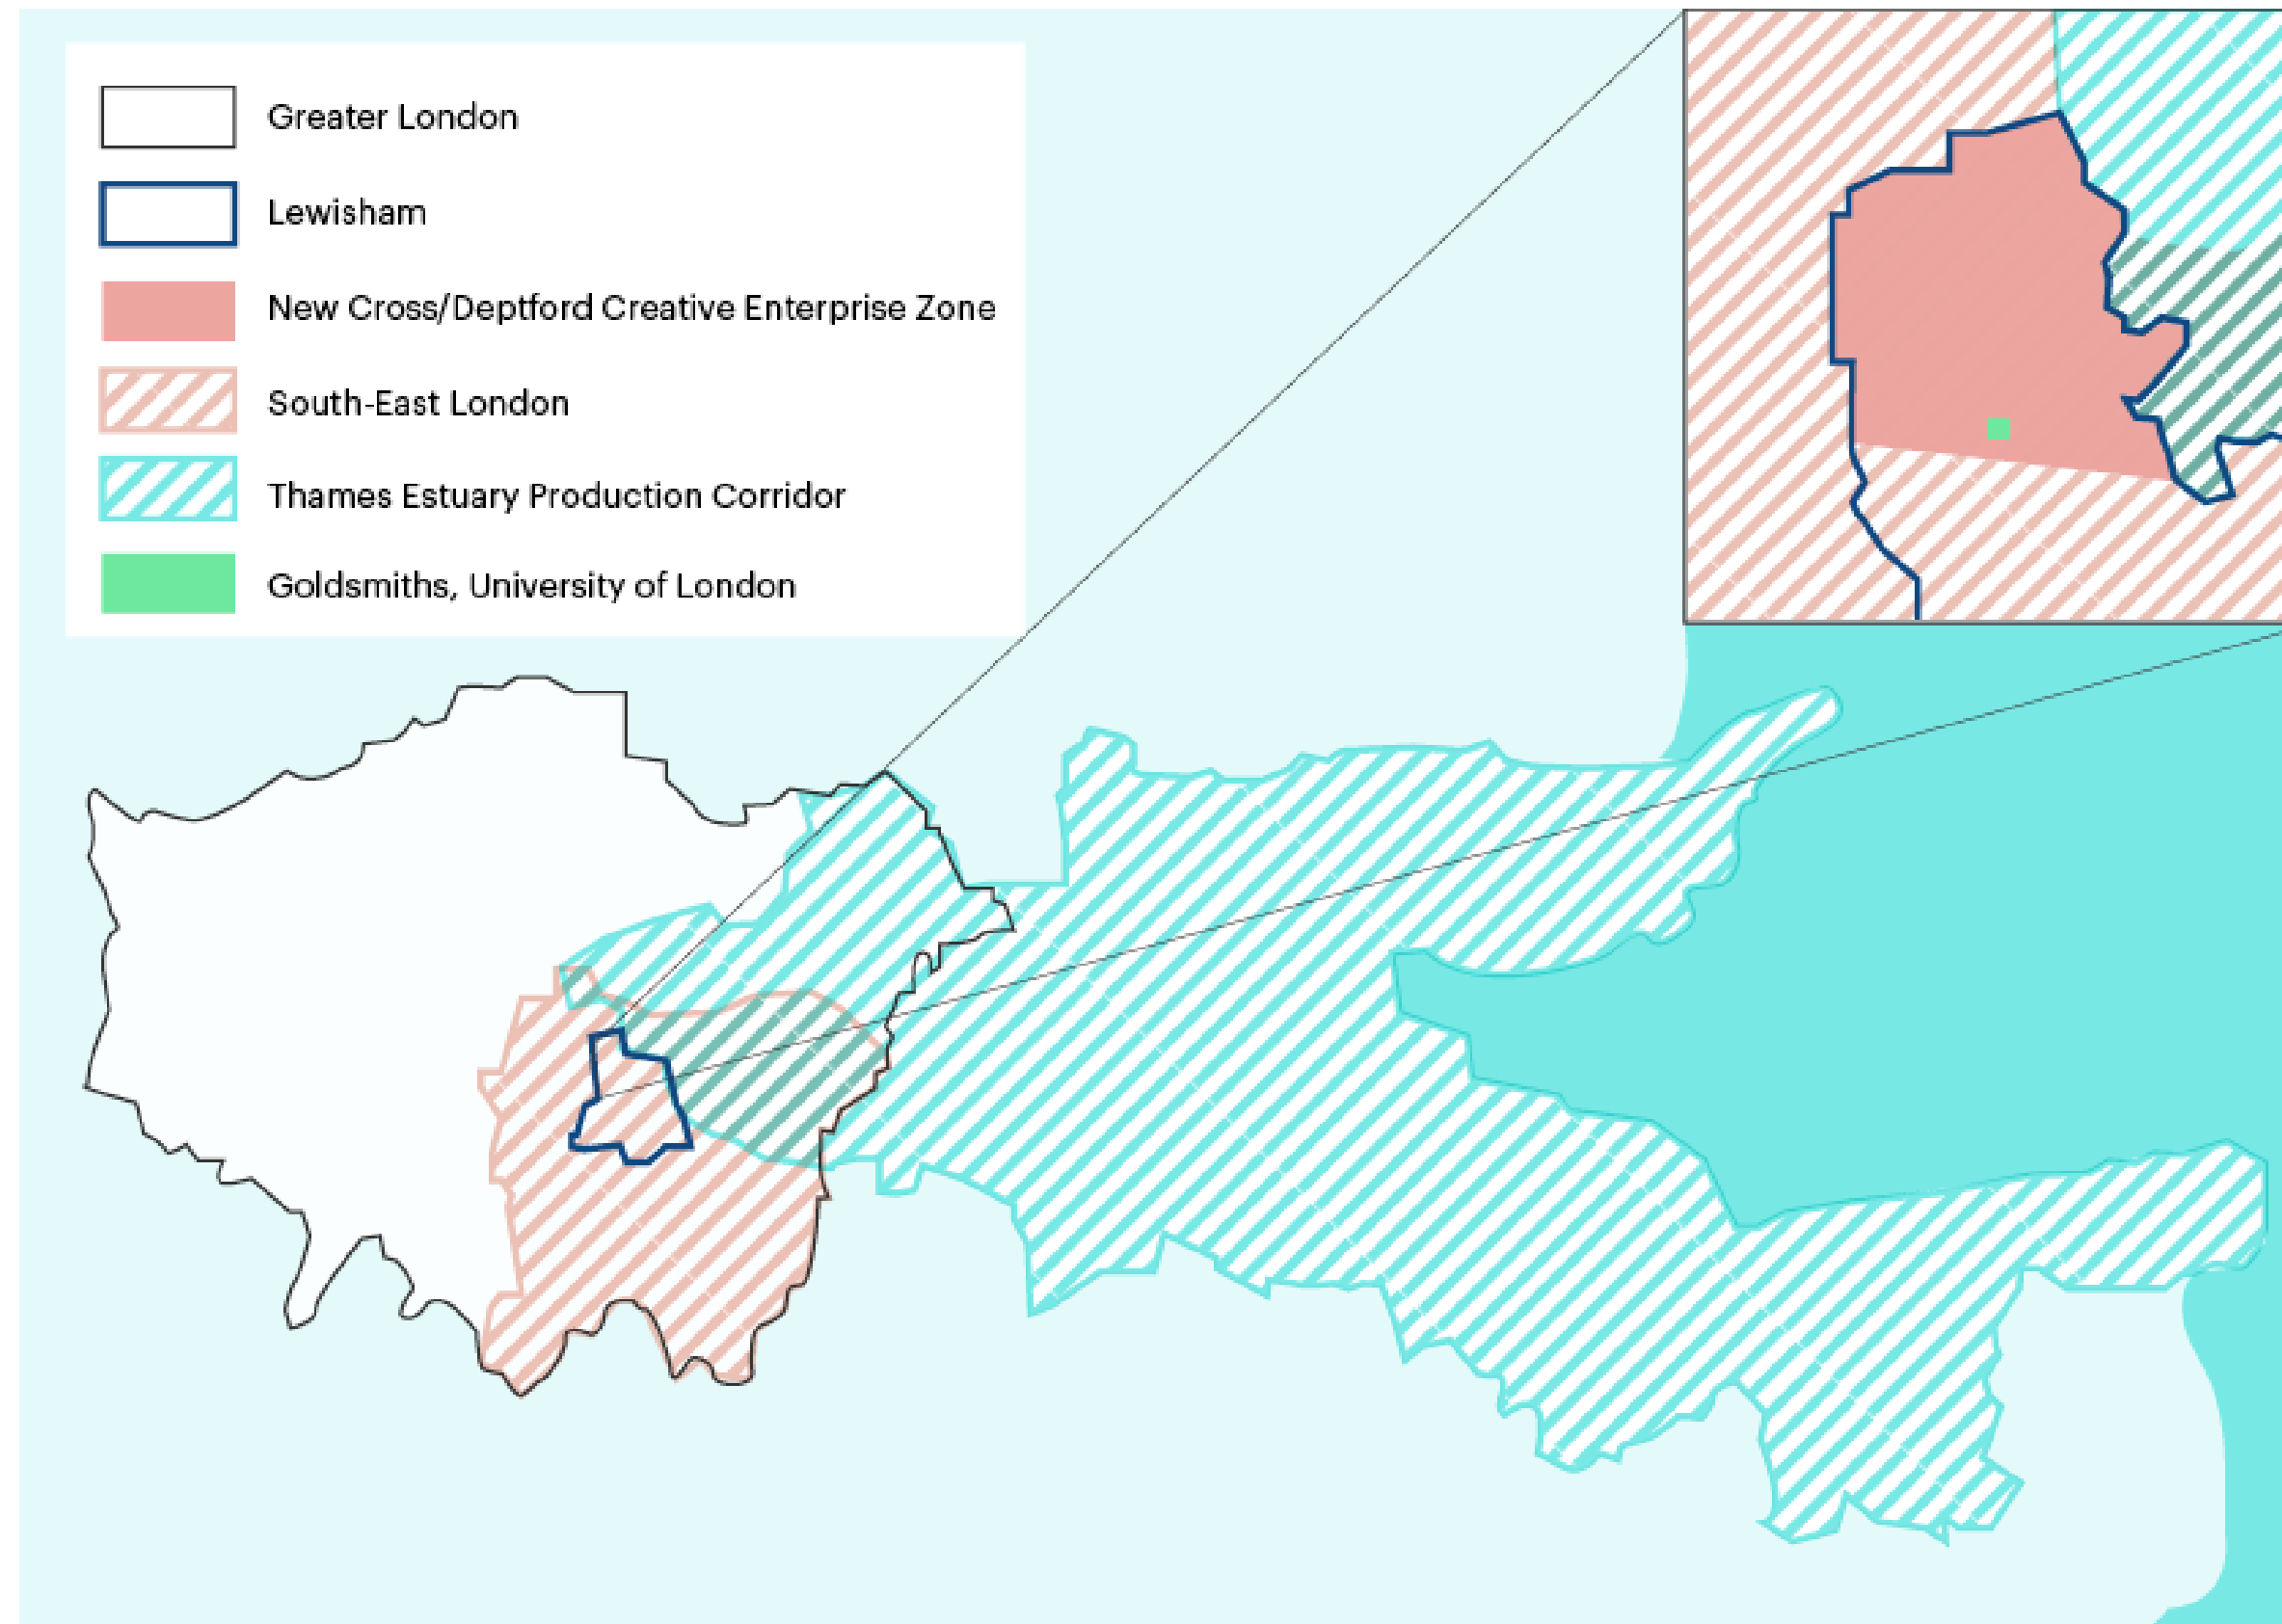 Greater London
Lewisham
New Cross/Deptford Creative Enterprise Zone
South-East London
Thames Estuary Production Corridor
Goldsmiths, University of London